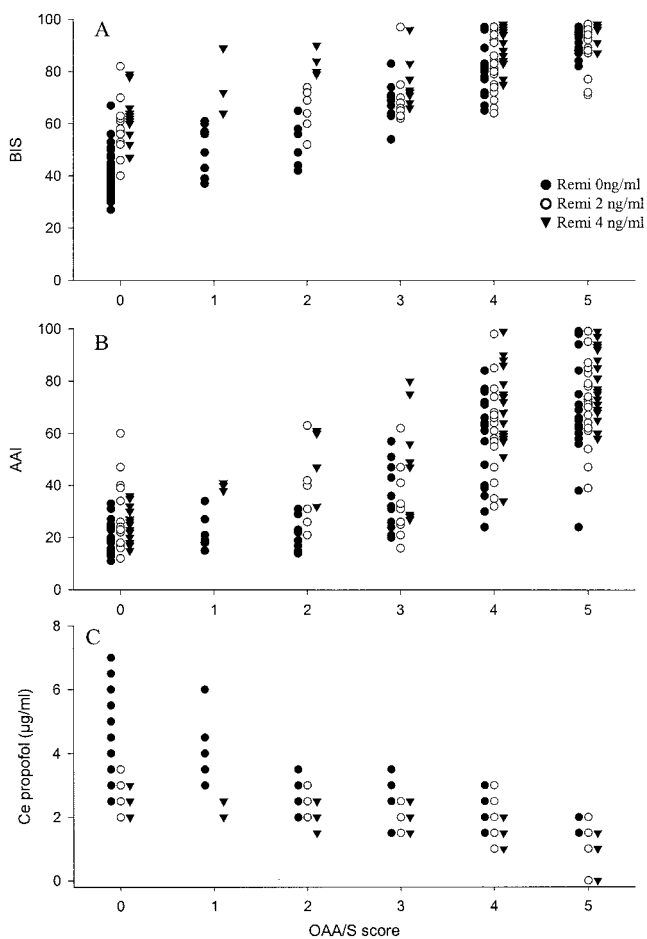 A
100
80
60
40
20
0
BIS
0 1 2 3 4 5
Remi 0ng/ml
Remi 2 ng/ml
Remi 4 ng/ml
B
100
80
60
40
20
0
AAI
0 1 2 3 4 5
C
8
6
4
2
0
Ce propofol (µg/ml)
0 1 2 3 4 5
OAA/S score